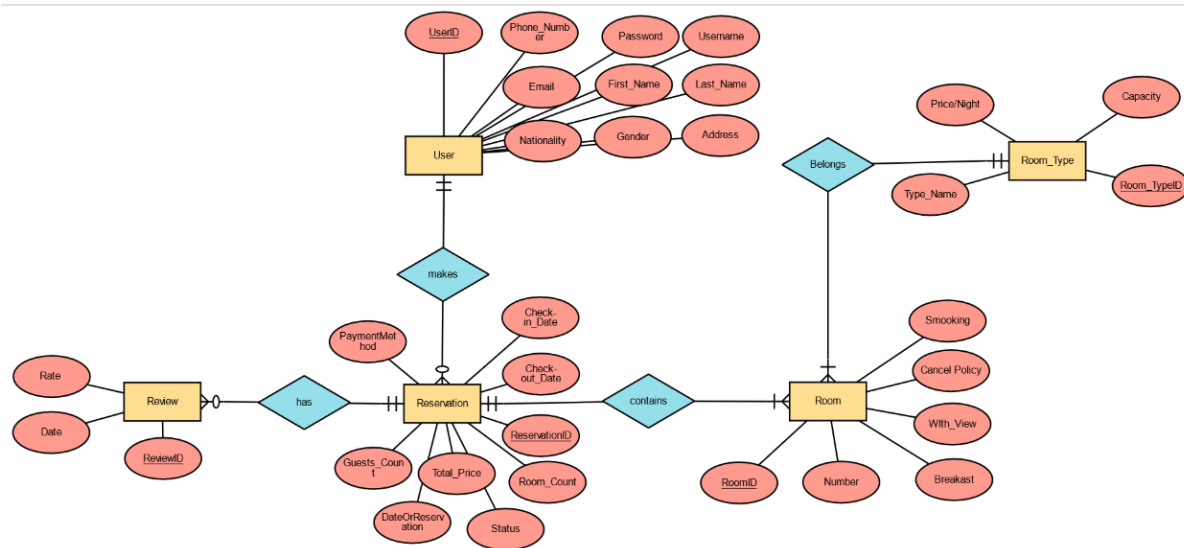 UserID
Phone_Numb
er
Password
Username
Email
First_Name
Last_Name
Nationality
Gender
Address
User
Price/Night
Capacity
Belongs
Room_Type
Type_Name
Room_TypeID
makes
PaymentMet
hod
Check-
in_Date
Check-
out_Date
Smooking
Cancel Policy
Rate
Review
has
Reservation
contains
Room
Date
ReviewID
ReservationID
WIth_View
Guests_Coun
t
Total_Price
Room_Count
RoomID
Number
Breakast
DateOrReserv
ation
Status